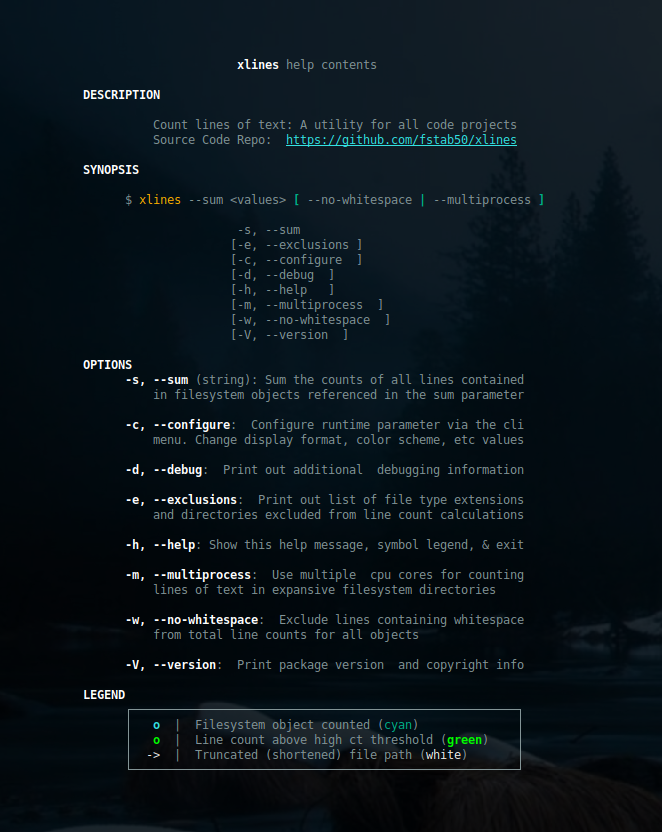 xlines help contents
DESCRIPTION
Count lines of text: A utility for all code projects
Source Code Repo:  https://github.com/fstab50/xlines
SYNOPSIS
$ xlines --sum <values> [ --no-whitespace | --multiprocess ]
-s, --sum
[-e, --exclusions ]
[-c, --configure  ]
[-d, --debug  ]
[-h, --help   ]
[-m, --multiprocess  ]
[-w, --no-whitespace  ]
[-V, --version  ]
OPTIONS
-s, --sum (string): Sum the counts of all lines contained
in filesystem objects referenced in the sum parameter
-c, --configure:  Configure runtime parameter via the cli
menu. Change display format, color scheme, etc values
-d, --debug:  Print out additional  debugging information
-e, --exclusions:  Print out list of file type extensions
and directories excluded from line count calculations
-h, --help: Show this help message, symbol legend, & exit
-m, --multiprocess:  Use multiple  cpu cores for counting
lines of text in expansive filesystem directories
-w, --no-whitespace:  Exclude lines containing whitespace
from total line counts for all objects
-V, --version:  Print package version  and copyright info
LEGEND
o  |  Filesystem object counted (cyan)
o  |  Line count above high ct threshold (green)
->  |  Truncated (shortened) file path (white)